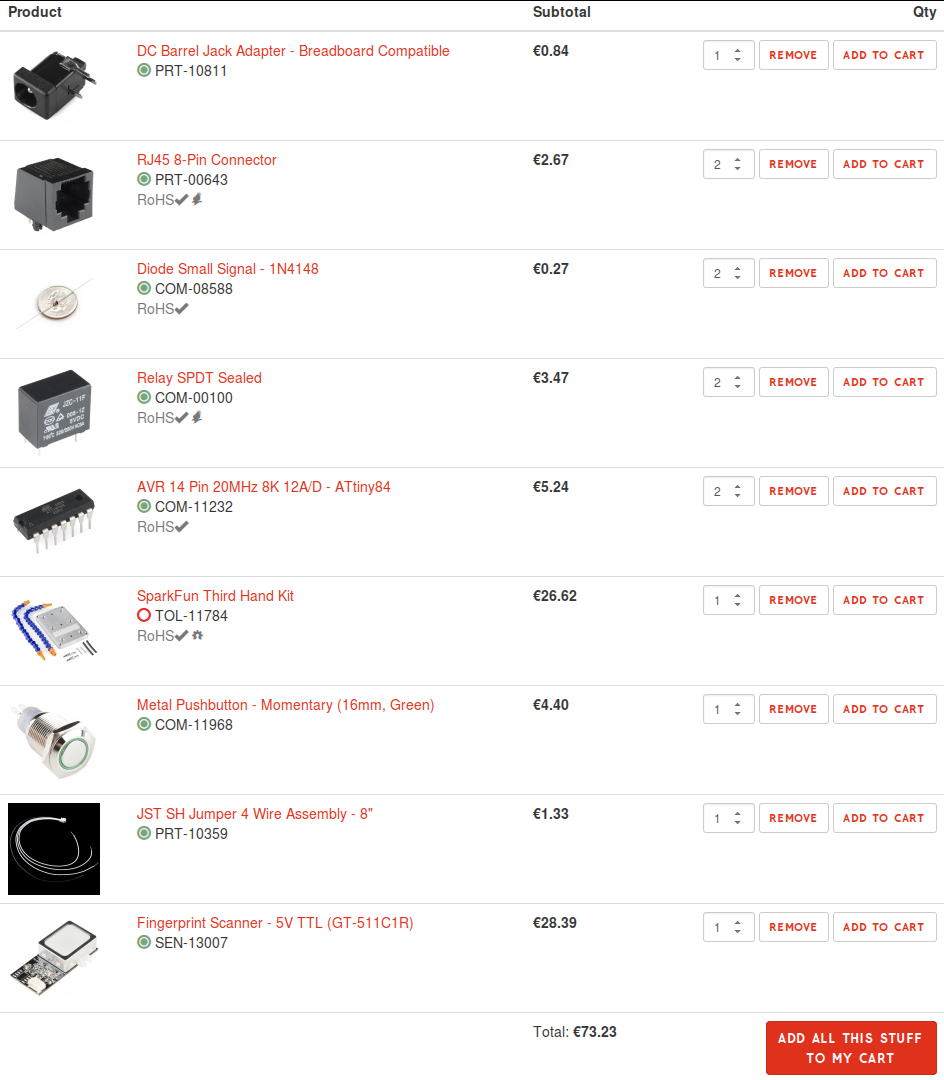 Product Subtotal Qty
DC Barrel Jack Adapter - Breadboard Compatible €0.84 1 REMOVE ADD TO CART
PRT-10811
RJ45 8-Pin Connector €2.67 2 REMOVE ADD TO CART
PRT-00643
RoHS
Diode Small Signal - 1N4148 €0.27 2 REMOVE ADD TO CART
COM-08588
RoHS
Relay SPDT Sealed €3.47 2 REMOVE ADD TO CART
COM-00100
RoHS
AVR 14 Pin 20MHz 8K 12A/D - ATtiny84 €5.24 2 REMOVE ADD TO CART
COM-11232
RoHS
SparkFun Third Hand Kit €26.62 1 REMOVE ADD TO CART
TOL-11784
RoHS
Metal Pushbutton - Momentary (16mm, Green) €4.40 1 REMOVE ADD TO CART
COM-11968
JST SH Jumper 4 Wire Assembly - 8" €1.33 1 REMOVE ADD TO CART
PRT-10359
Fingerprint Scanner - 5V TTL (GT-511C1R) €28.39 1 REMOVE ADD TO CART
SEN-13007
Total: €73.23 ADD ALL THIS STUFF
TO MY CART